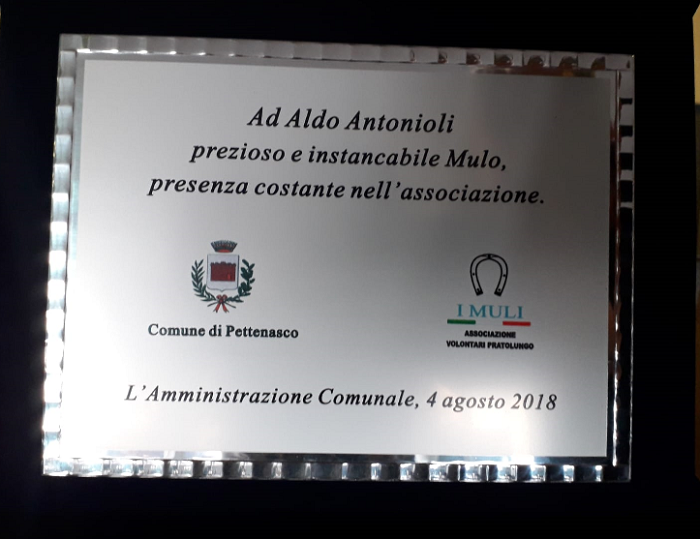 Ad Aldo Antonioli
prezioso e instancabile Mulo,
presenza costante nell'associazione.
Comune di Pettenasco
I MULI
ASSOCIAZIONE
VOLONTARI PRATOLUNGO
L'Amministrazione Comunale, 4 agosto 2018